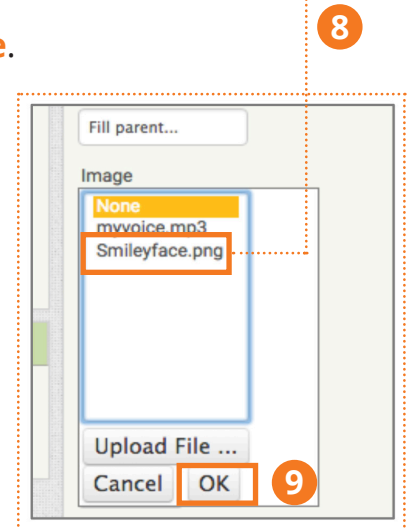 8
e.
Fill parent...
Image
None
myvoice.mp3
Smileyface.png
Upload File ...
Cancel OK 9